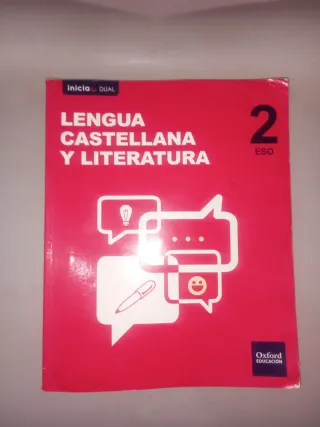 inicia DUAL
LENGUA
CASTELLANA
Y LITERATURA
2
ESO
Oxford
EDUCACIÓN